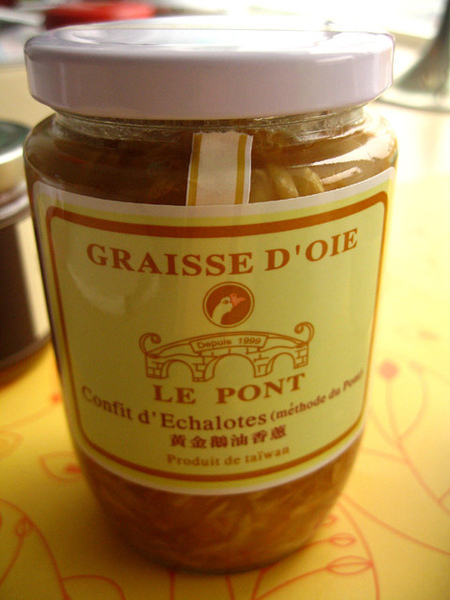 GRAISSE D'OIE
Depuis 1999
LE PONT
Confit d'Echalotes (méthode du Pont)
黃金鵝油香蔥
Produit de taïwan